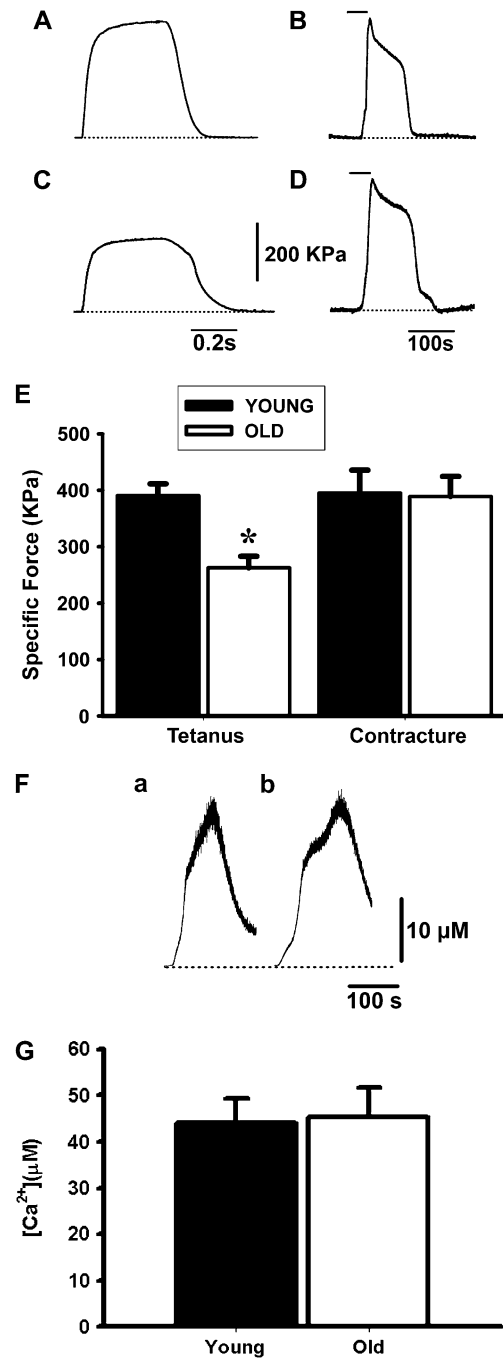 A
B
C
D
200 KPa
0.2s
100s
E
YOUNG
OLD
Specific Force (KPa)
500
400
300
200
100
0
*
Tetanus
Contracture
F
a
b
10 µM
100 s
G
[Ca²⁺](µM)
60
50
40
30
20
10
0
Young
Old